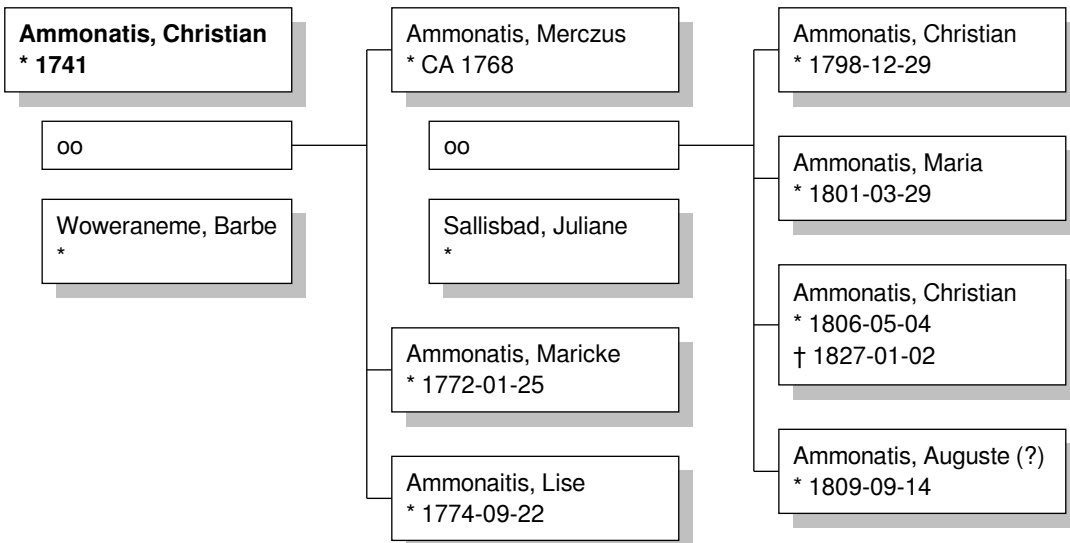 Ammonatis, Christian
* 1741
oo
Woweraneme, Barbe
*
Ammonatis, Merczus
* CA 1768
oo
Sallisbad, Juliane
*
Ammonatis, Maricke
* 1772-01-25
Ammonaitis, Lise
* 1774-09-22
Ammonatis, Christian
* 1798-12-29
Ammonatis, Maria
* 1801-03-29
Ammonatis, Christian
* 1806-05-04
† 1827-01-02
Ammonatis, Auguste (?)
* 1809-09-14